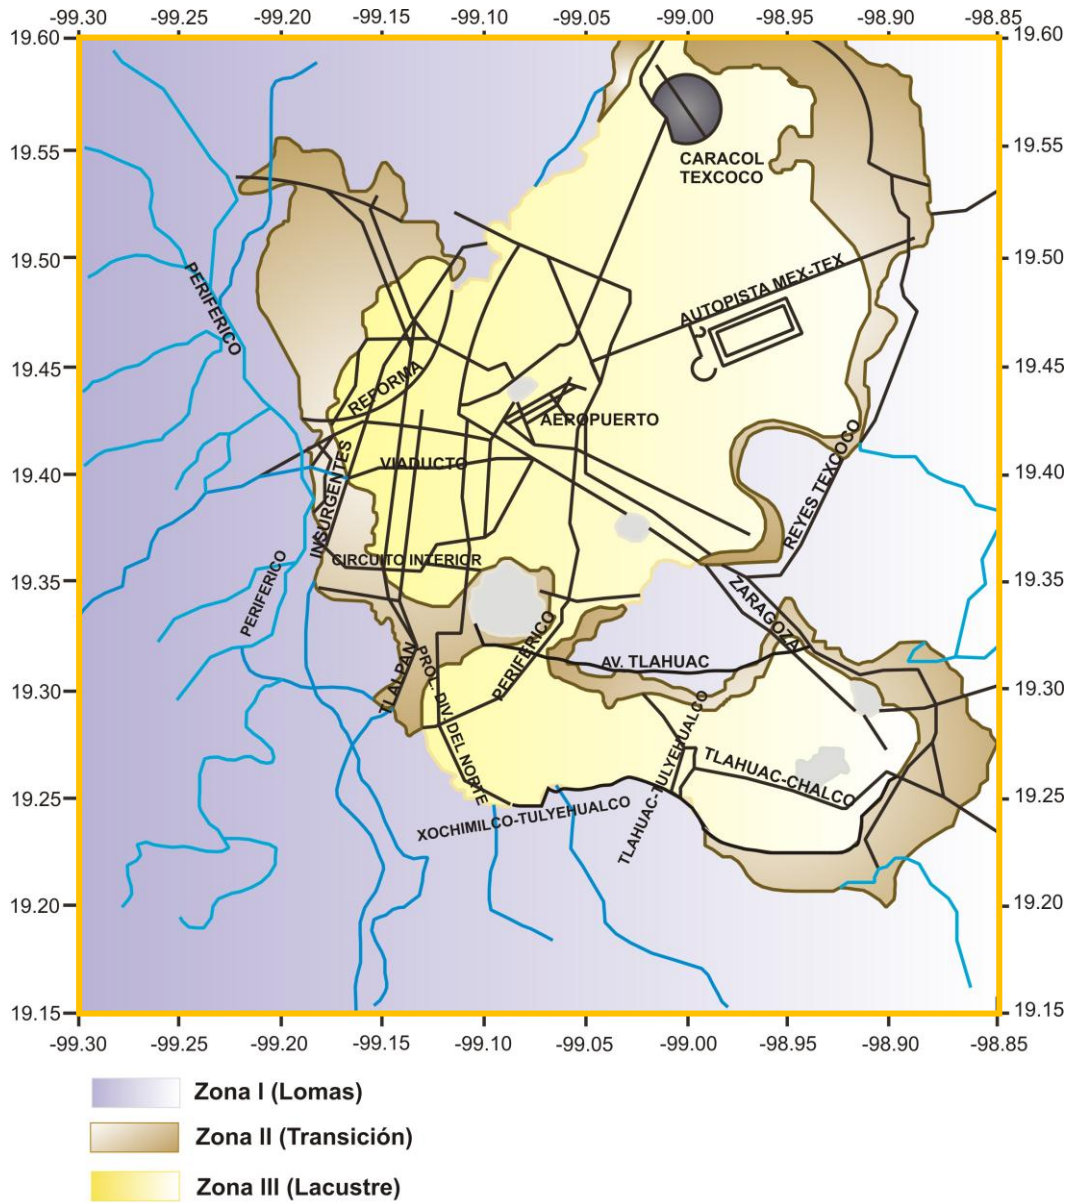 -99.30 -99.25 -99.20 -99.15 -99.10 -99.05 -99.00 -98.95 -98.90 -98.85
19.60 19.60
19.55 19.55
CARACOL
TEXCOCO
19.50 19.50
PERIFERICO
AUTOPISTA MEX-TEX
19.45 19.45
REFORMA
AEROPUERTO
INSURGENTES
VIADUCTO
REYES TEXCOCO
19.40 19.40
CIRCUITO INTERIOR
PERIFERICO
19.35 19.35
ZARAGOZA
TLALPAN
PROL. DIV. DEL NORTE
PERIFERICO
AV. TLAHUAC
19.30 19.30
TLAHUAC-TULYEHUALCO
TLAHUAC-CHALCO
19.25 19.25
XOCHIMILCO-TULYEHUALCO
19.20 19.20
19.15 19.15
-99.30 -99.25 -99.20 -99.15 -99.10 -99.05 -99.00 -98.95 -98.90 -98.85
Zona I (Lomas)
Zona II (Transición)
Zona III (Lacustre)